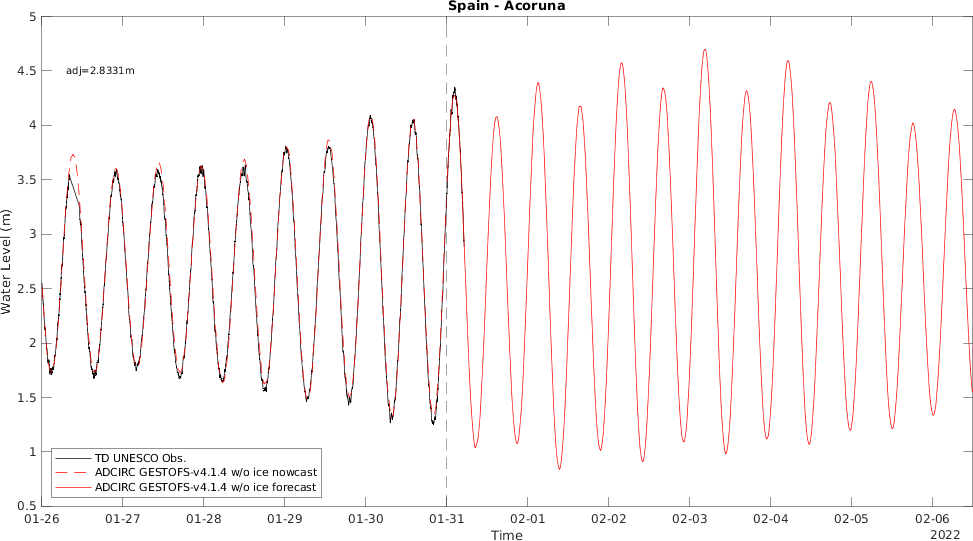 Spain - Acoruna
5
4.5
4
3.5
3
2.5
2
1.5
1
0.5
Water Level (m)
adj=2.8331m
TD UNESCO Obs.
ADCIRC GESTOFS-v4.1.4 w/o ice nowcast
ADCIRC GESTOFS-v4.1.4 w/o ice forecast
01-26 01-27 01-28 01-29 01-30 01-31 02-01 02-02 02-03 02-04 02-05 02-06
Time
2022